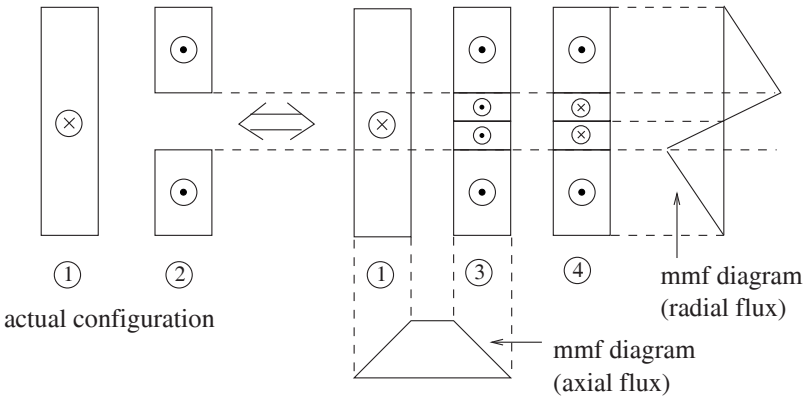 ① ② ① ③ ④
actual configuration
mmf diagram
(radial flux)
mmf diagram
(axial flux)